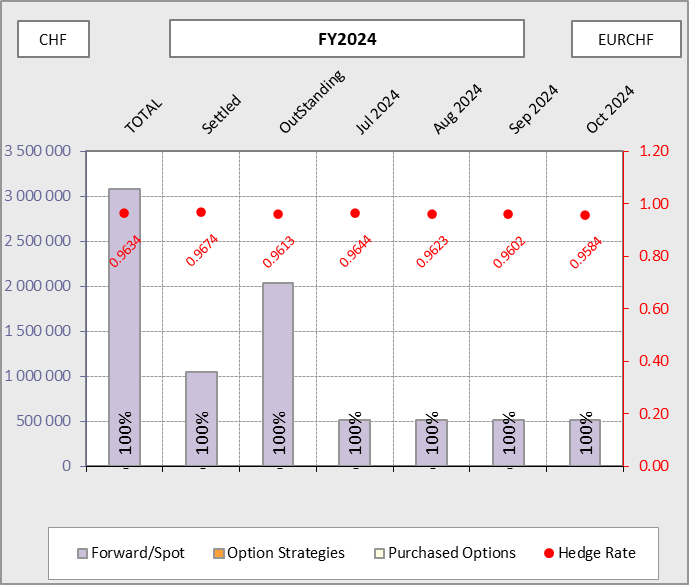 CHF
FY2024
EURCHF
TOTAL
Settled
OutStanding
Jul 2024
Aug 2024
Sep 2024
Oct 2024
3 500 000
3 000 000
2 500 000
2 000 000
1 500 000
1 000 000
500 000
0
1.20
1.00
0.80
0.60
0.40
0.20
0.00
0.9634
0.9674
0.9613
0.9644
0.9623
0.9602
0.9584
100%
100%
100%
100%
100%
100%
100%
Forward/Spot
Option Strategies
Purchased Options
Hedge Rate